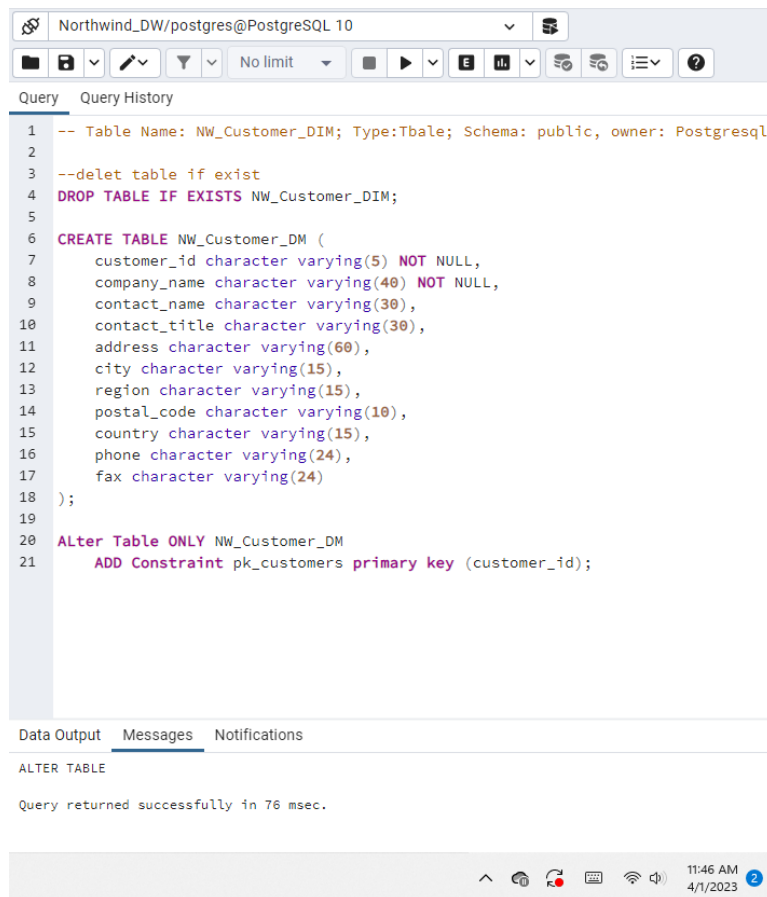 Northwind_DW/postgres@PostgreSQL 10
No limit
E
Query Query History
1 -- Table Name: NW_Customer_DIM; Type:Tbale; Schema: public, owner: Postgresql
2
3 --delet table if exist
4 DROP TABLE IF EXISTS NW_Customer_DIM;
5
6 CREATE TABLE NW_Customer_DM (
7 customer_id character varying(5) NOT NULL,
8 company_name character varying(40) NOT NULL,
9 contact_name character varying(30),
10 contact_title character varying(30),
11 address character varying(60),
12 city character varying(15),
13 region character varying(15),
14 postal_code character varying(10),
15 country character varying(15),
16 phone character varying(24),
17 fax character varying(24)
18 );
19
20 ALter Table ONLY NW_Customer_DM
21 ADD Constraint pk_customers primary key (customer_id);
Data Output Messages Notifications
ALTER TABLE
Query returned successfully in 76 msec.
11:46 AM
4/1/2023
2